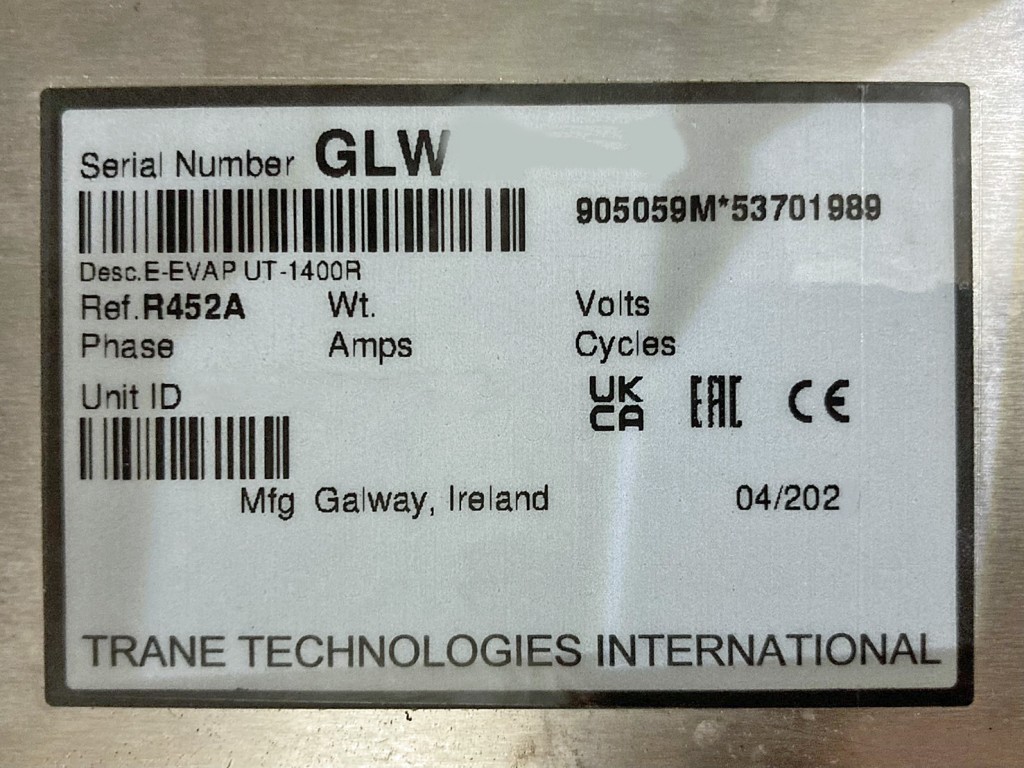 Serial Number GLW
905059M*53701989
Desc.E-EVAP UT-1400R
Ref.R452A Wt. Volts
Phase Amps Cycles
Unit ID
UK CA EAC CE
Mfg Galway, Ireland 04/202
TRANE TECHNOLOGIES INTERNATIONAL